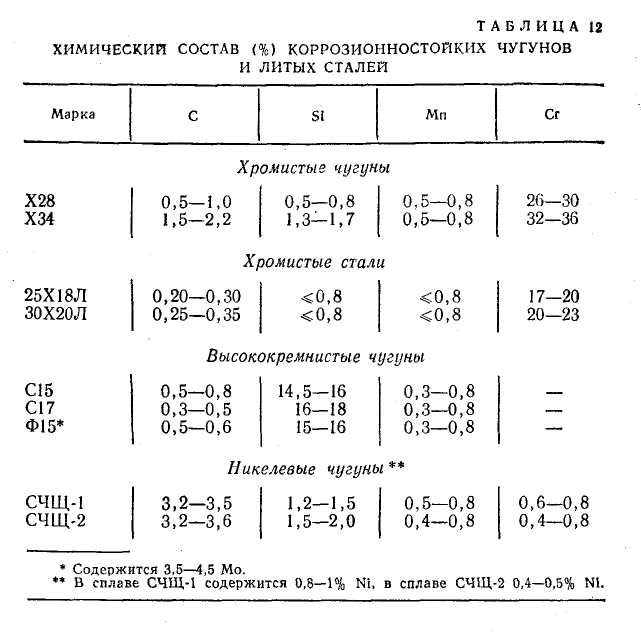 ТАБЛИЦА 12
ХИМИЧЕСКИЙ СОСТАВ (%) КОРРОЗИОННОСТОЙКИХ ЧУГУНОВ
И ЛИТЫХ СТАЛЕЙ
Марка C Si Mn Cr
Хромистые чугуны
Х28 0,5—1,0 0,5—0,8 0,5—0,8 26—30
Х34 1,5—2,2 1,3—1,7 0,5—0,8 32—36
Хромистые стали
25Х18Л 0,20—0,30 ≤0,8 ≤0,8 17—20
30Х20Л 0,25—0,35 ≤0,8 ≤0,8 20—23
Высококремнистые чугуны
С15 0,5—0,8 14,5—16 0,3—0,8 —
С17 0,3—0,5 16—18 0,3—0,8 —
Ф15* 0,5—0,6 15—16 0,3—0,8 —
Никелевые чугуны **
СЧЩ-1 3,2—3,5 1,2—1,5 0,5—0,8 0,6—0,8
СЧЩ-2 3,2—3,6 1,5—2,0 0,4—0,8 0,4—0,8
* Содержится 3,5—4,5 Мо.
** В сплаве СЧЩ-1 содержится 0,8—1% Ni, в сплаве СЧЩ-2 0,4—0,5% Ni.